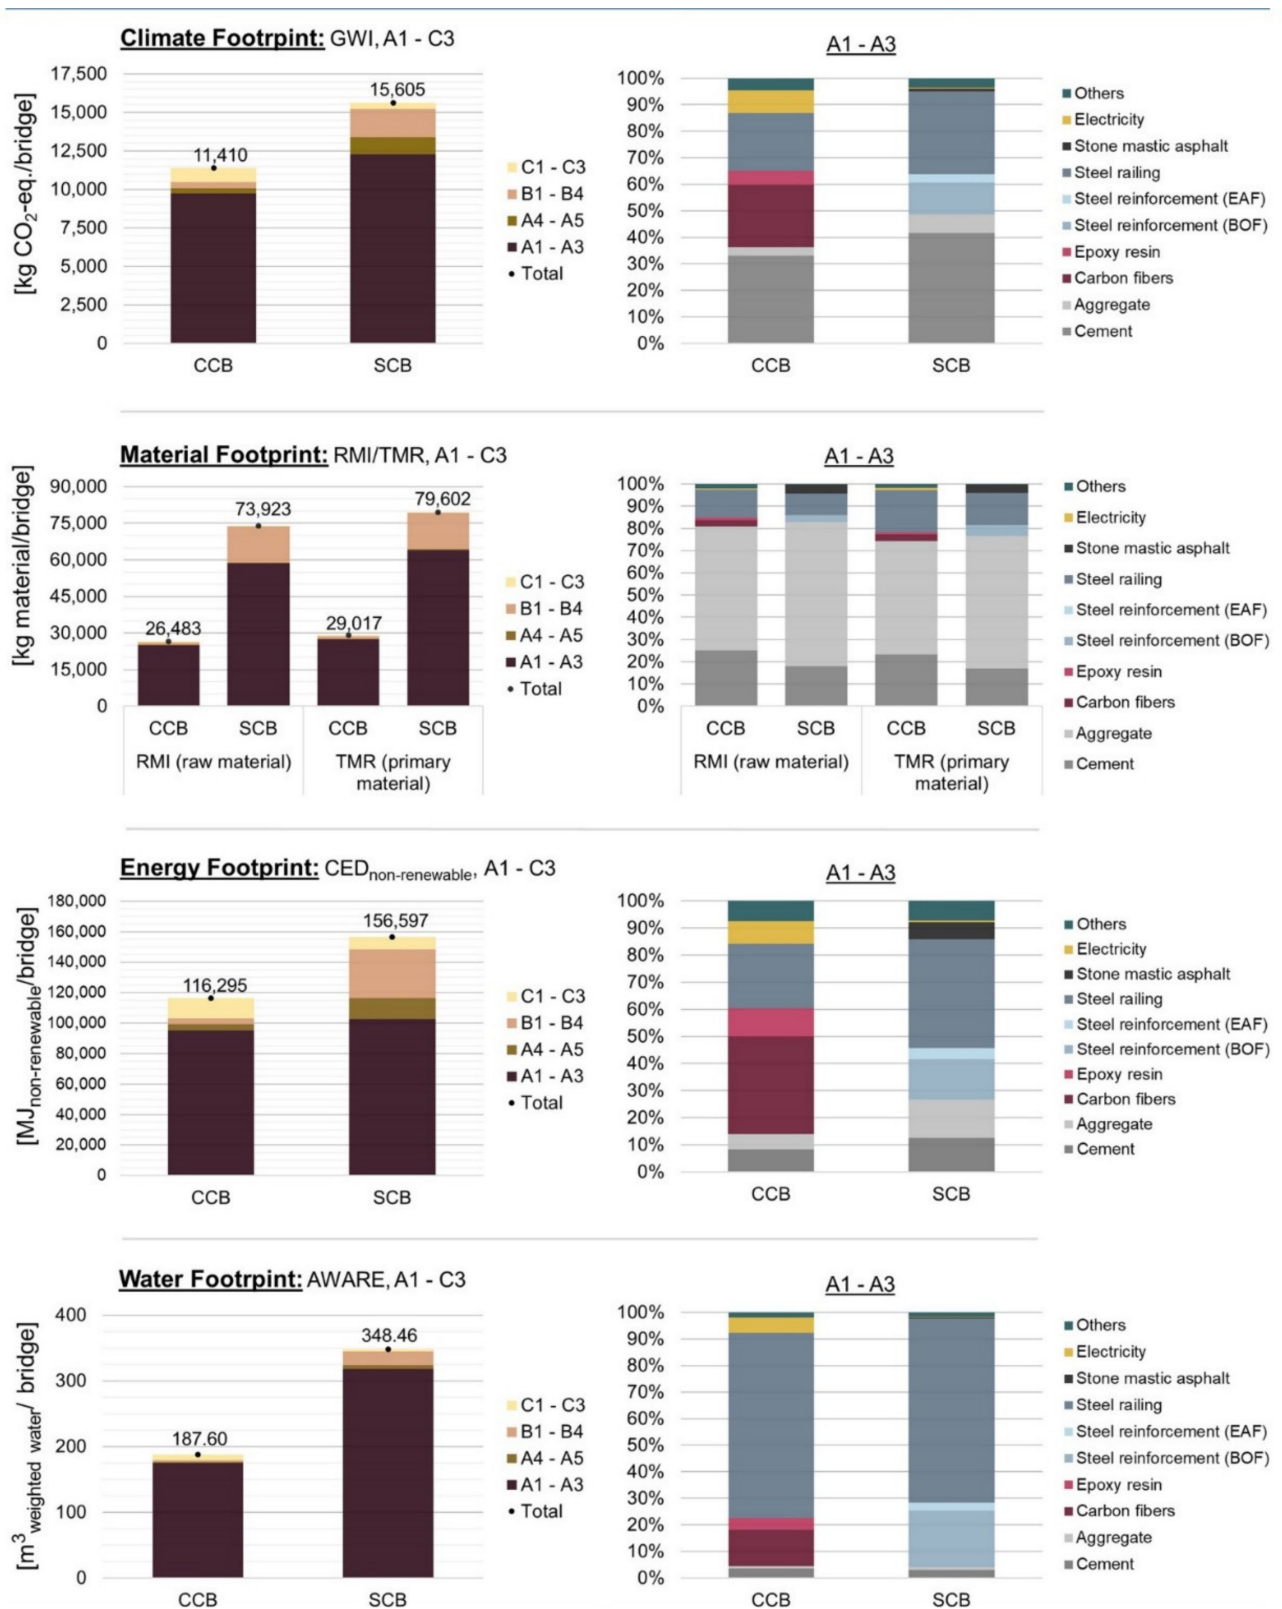 Climate Footrpint: GWI, A1 - C3
[kg CO2-eq./bridge]
17,500
15,000
12,500
10,000
7,500
5,000
2,500
0
11,410
15,605
CCB
SCB
C1 - C3
B1 - B4
A4 - A5
A1 - A3
Total
A1 - A3
100%
90%
80%
70%
60%
50%
40%
30%
20%
10%
0%
CCB
SCB
Others
Electricity
Stone mastic asphalt
Steel railing
Steel reinforcement (EAF)
Steel reinforcement (BOF)
Epoxy resin
Carbon fibers
Aggregate
Cement
Material Footprint: RMI/TMR, A1 - C3
[kg material/bridge]
90,000
75,000
60,000
45,000
30,000
15,000
0
26,483
73,923
29,017
79,602
CCB
SCB
CCB
SCB
RMI (raw material)
TMR (primary
material)
C1 - C3
B1 - B4
A4 - A5
A1 - A3
Total
A1 - A3
100%
90%
80%
70%
60%
50%
40%
30%
20%
10%
0%
CCB
SCB
CCB
SCB
RMI (raw material)
TMR (primary
material)
Others
Electricity
Stone mastic asphalt
Steel railing
Steel reinforcement (EAF)
Steel reinforcement (BOF)
Epoxy resin
Carbon fibers
Aggregate
Cement
Energy Footprint: CEDnon-renewable, A1 - C3
[MJnon-renewable/bridge]
180,000
160,000
140,000
120,000
100,000
80,000
60,000
40,000
20,000
0
116,295
156,597
CCB
SCB
C1 - C3
B1 - B4
A4 - A5
A1 - A3
Total
A1 - A3
100%
90%
80%
70%
60%
50%
40%
30%
20%
10%
0%
CCB
SCB
Others
Electricity
Stone mastic asphalt
Steel railing
Steel reinforcement (EAF)
Steel reinforcement (BOF)
Epoxy resin
Carbon fibers
Aggregate
Cement
Water Footrpint: AWARE, A1 - C3
[m3 weighted water/ bridge]
400
300
200
100
0
187.60
348.46
CCB
SCB
C1 - C3
B1 - B4
A4 - A5
A1 - A3
Total
A1 - A3
100%
90%
80%
70%
60%
50%
40%
30%
20%
10%
0%
CCB
SCB
Others
Electricity
Stone mastic asphalt
Steel railing
Steel reinforcement (EAF)
Steel reinforcement (BOF)
Epoxy resin
Carbon fibers
Aggregate
Cement